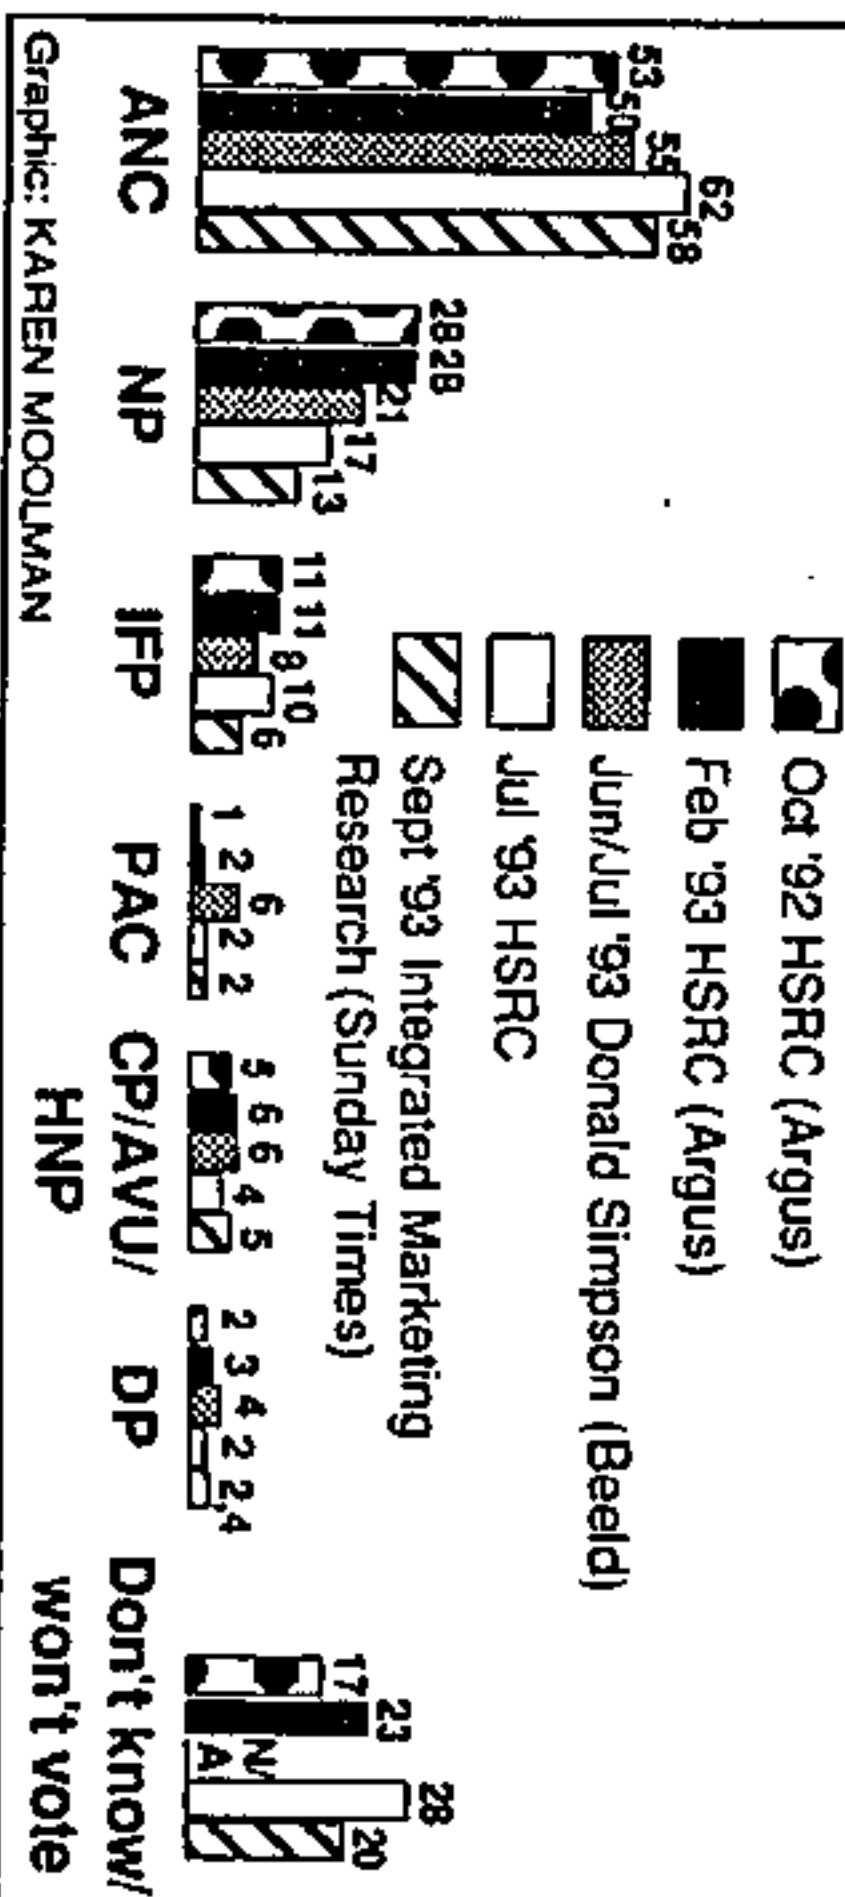 Oct '92 HSRC (Argus)
Feb '93 HSRC (Argus)
Jun/Jul '93 Donald Simpson (Beeld)
Jul '93 HSRC
Sept '93 Integrated Marketing
Research (Sunday Times)
53 50 55 62 58
28 28 21 17 13
11 11 8 10 6
1 2 6 2 2
5 6 6 4 5
2 3 4 2 2,4
17 23 N/A 28 20
ANC NP IFP PAC CP/AVU/ DP Don't know/
HNP won't vote
Graphic: KAREN MOOLMAN